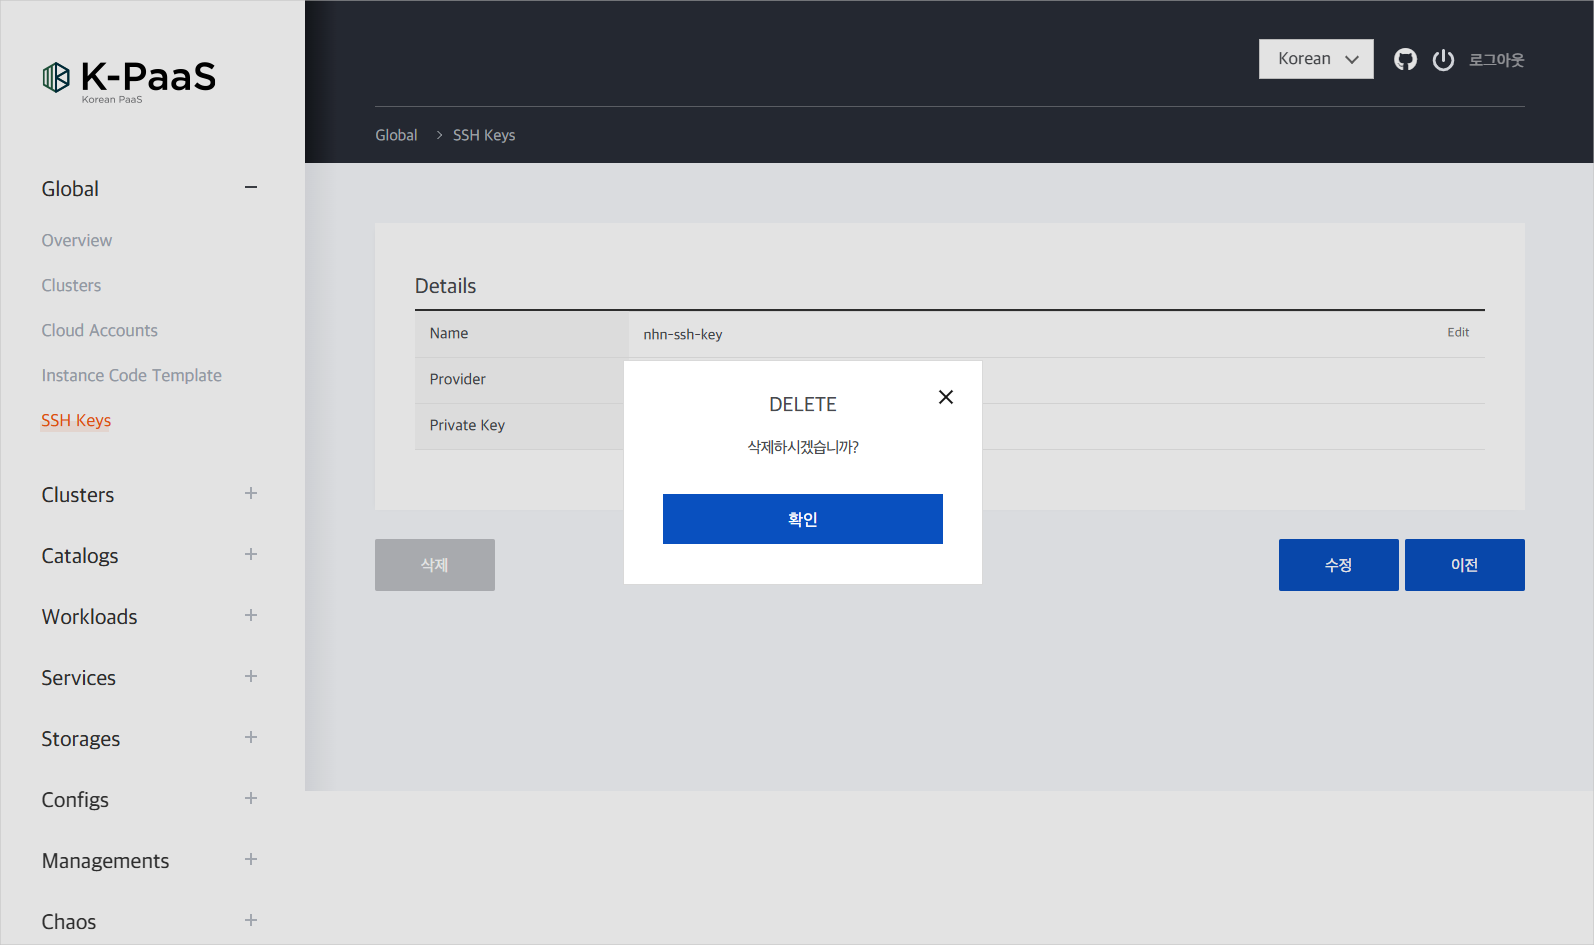 K-PaaS
Korean PaaS
Korean
로그아웃
Global > SSH Keys
Global
Overview
Clusters
Cloud Accounts
Instance Code Template
SSH Keys
Clusters
Catalogs
Workloads
Services
Storages
Configs
Managements
Chaos
Details
Name nhn-ssh-key Edit
Provider
Private Key
DELETE
삭제하시겠습니까?
확인
삭제
수정
이전